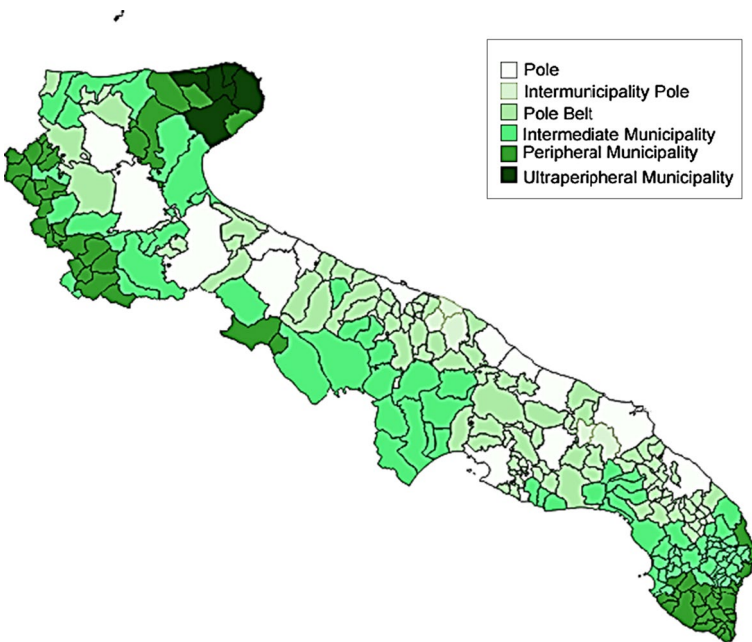 Pole
Intermunicipality Pole
Pole Belt
Intermediate Municipality
Peripheral Municipality
Ultraperipheral Municipality